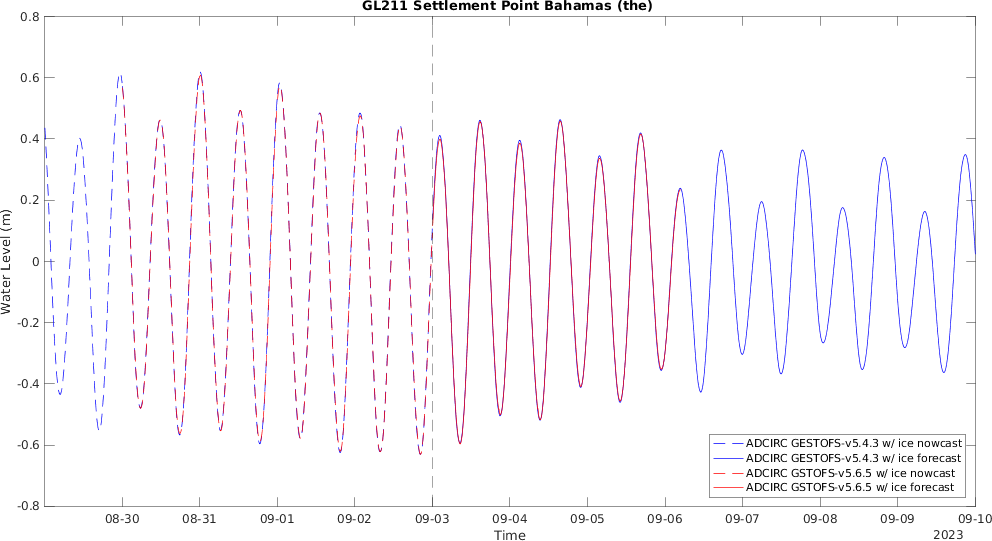 GL211 Settlement Point Bahamas (the)
0.8
0.6
0.4
0.2
0
-0.2
-0.4
-0.6
-0.8
Water Level (m)
08-30 08-31 09-01 09-02 09-03 09-04 09-05 09-06 09-07 09-08 09-09 09-10
Time
2023
ADCIRC GESTOFS-v5.4.3 w/ ice nowcast
ADCIRC GESTOFS-v5.4.3 w/ ice forecast
ADCIRC GSTOFS-v5.6.5 w/ ice nowcast
ADCIRC GSTOFS-v5.6.5 w/ ice forecast